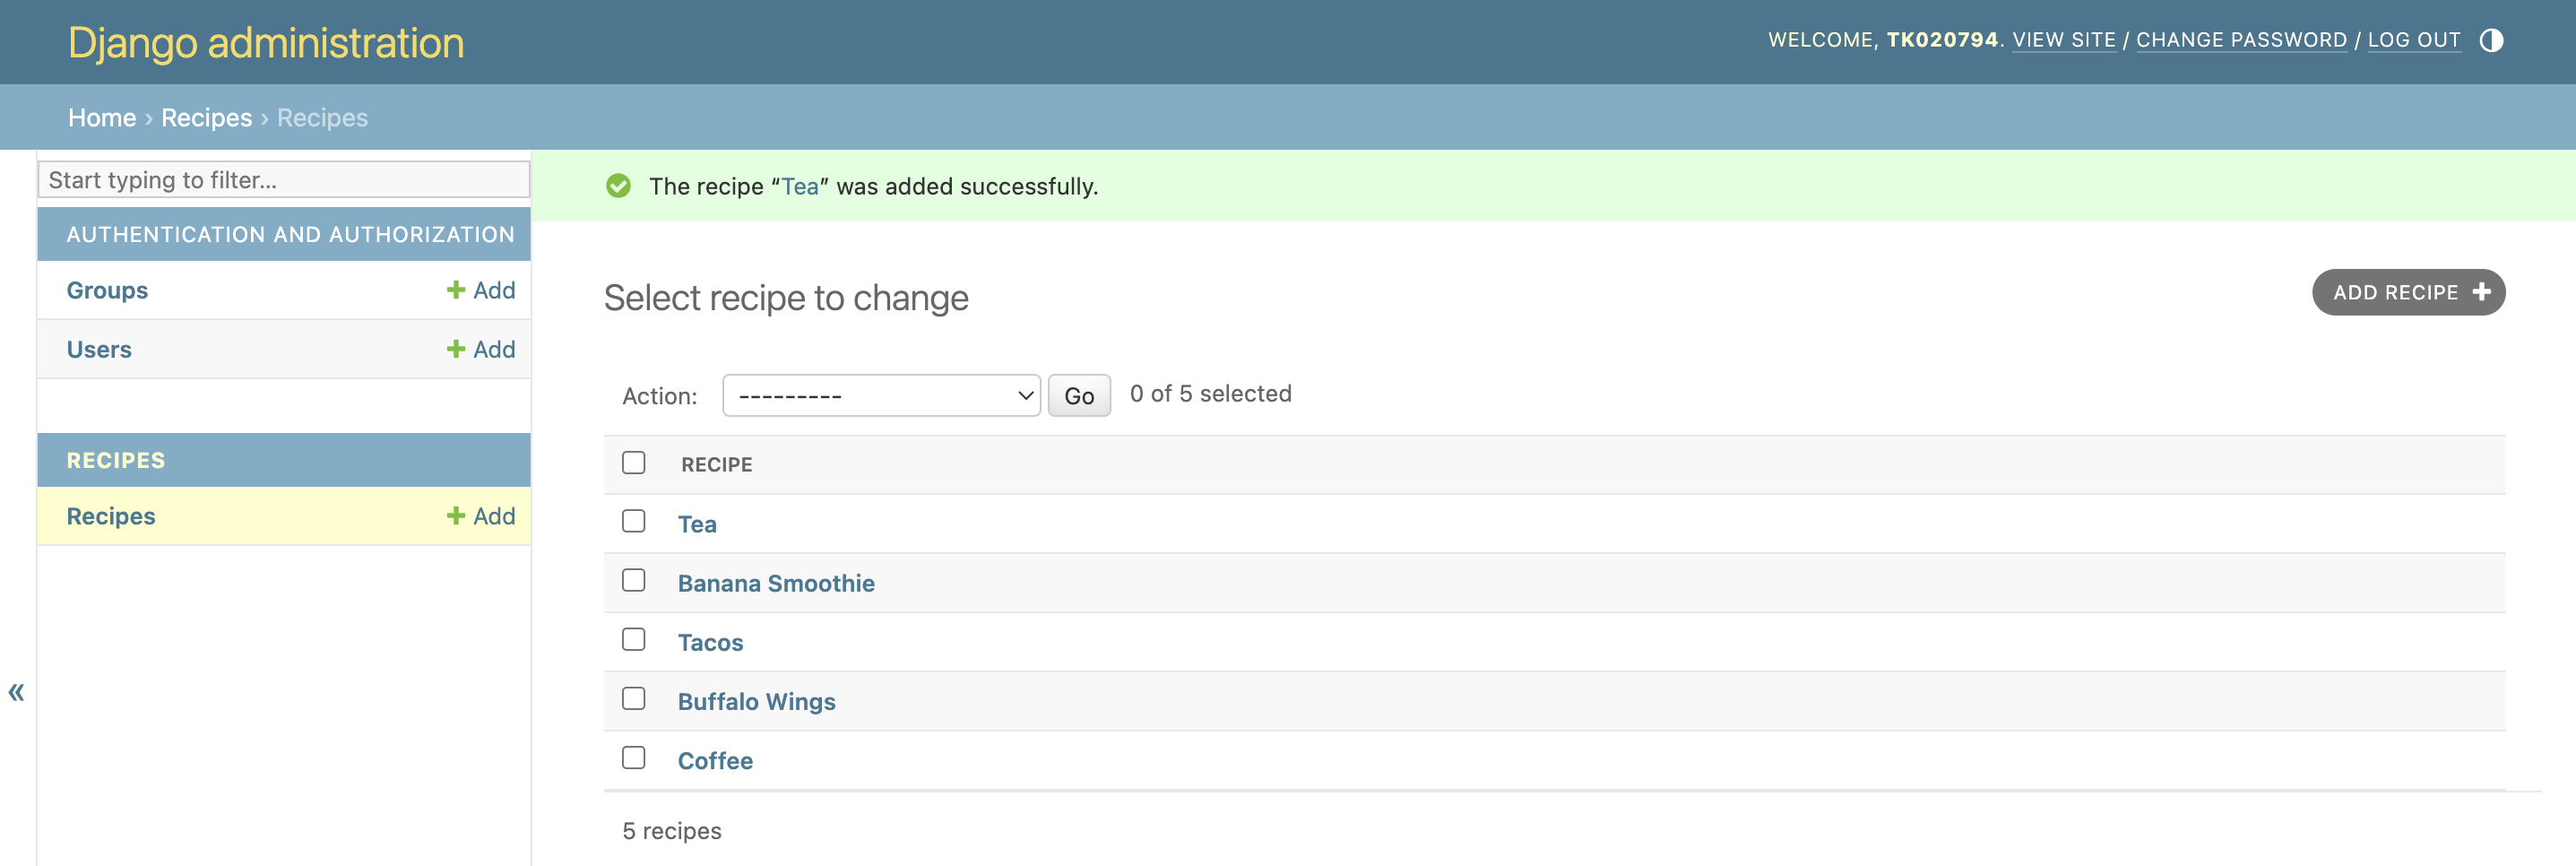 Django administration
WELCOME, TK020794. VIEW SITE / CHANGE PASSWORD / LOG OUT
Home › Recipes › Recipes
Start typing to filter...
AUTHENTICATION AND AUTHORIZATION
Groups + Add
Users + Add
RECIPES
Recipes + Add
«
The recipe “Tea” was added successfully.
Select recipe to change
ADD RECIPE +
Action: --------- Go 0 of 5 selected
RECIPE
Tea
Banana Smoothie
Tacos
Buffalo Wings
Coffee
5 recipes